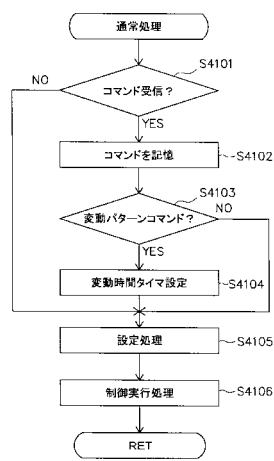 通常処理
S4101
コマンド受信?
NO
YES
コマンドを記憶
S4102
S4103
変動パターンコマンド?
NO
YES
変動時間タイマ設定
S4104
設定処理
S4105
制御実行処理
S4106
RET